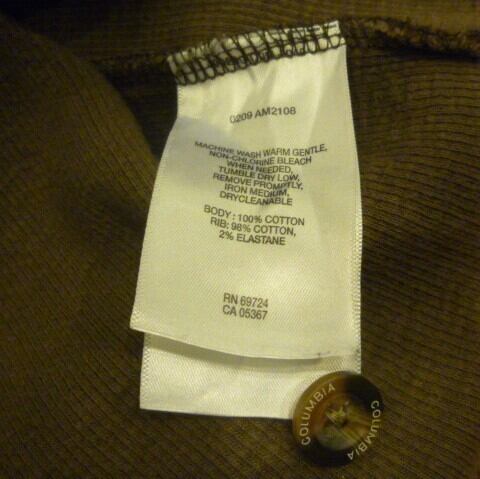 0209 AM2108
MACHINE WASH WARM GENTLE,
NON-CHLORINE BLEACH
WHEN NEEDED,
TUMBLE DRY LOW,
REMOVE PROMPTLY,
IRON MEDIUM,
DRYCLEANABLE
BODY : 100% COTTON
RIB: 98% COTTON,
2% ELASTANE
RN 69724
CA 05367
COLUMBIA
COLUMBIA